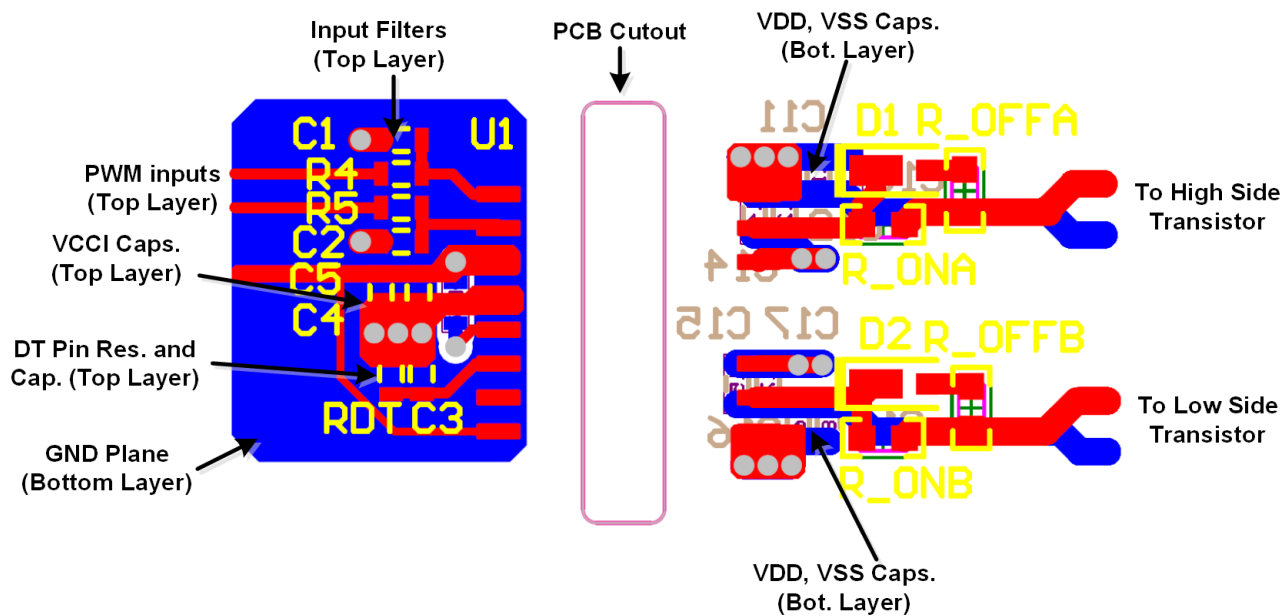 Input Filters
(Top Layer)
PCB Cutout
VDD, VSS Caps.
(Bot. Layer)
C11
C1
U1
D1 R_OFFA
PWM inputs
(Top Layer)
R4
R5
To High Side
Transistor
VCCI Caps.
(Top Layer)
C2
C5
C14
R_ONA
C4
C15 C17
D2 R_OFFB
DT Pin Res. and
Cap. (Top Layer)
RDT C3
To Low Side
Transistor
GND Plane
(Bottom Layer)
R_ONB
VDD, VSS Caps.
(Bot. Layer)